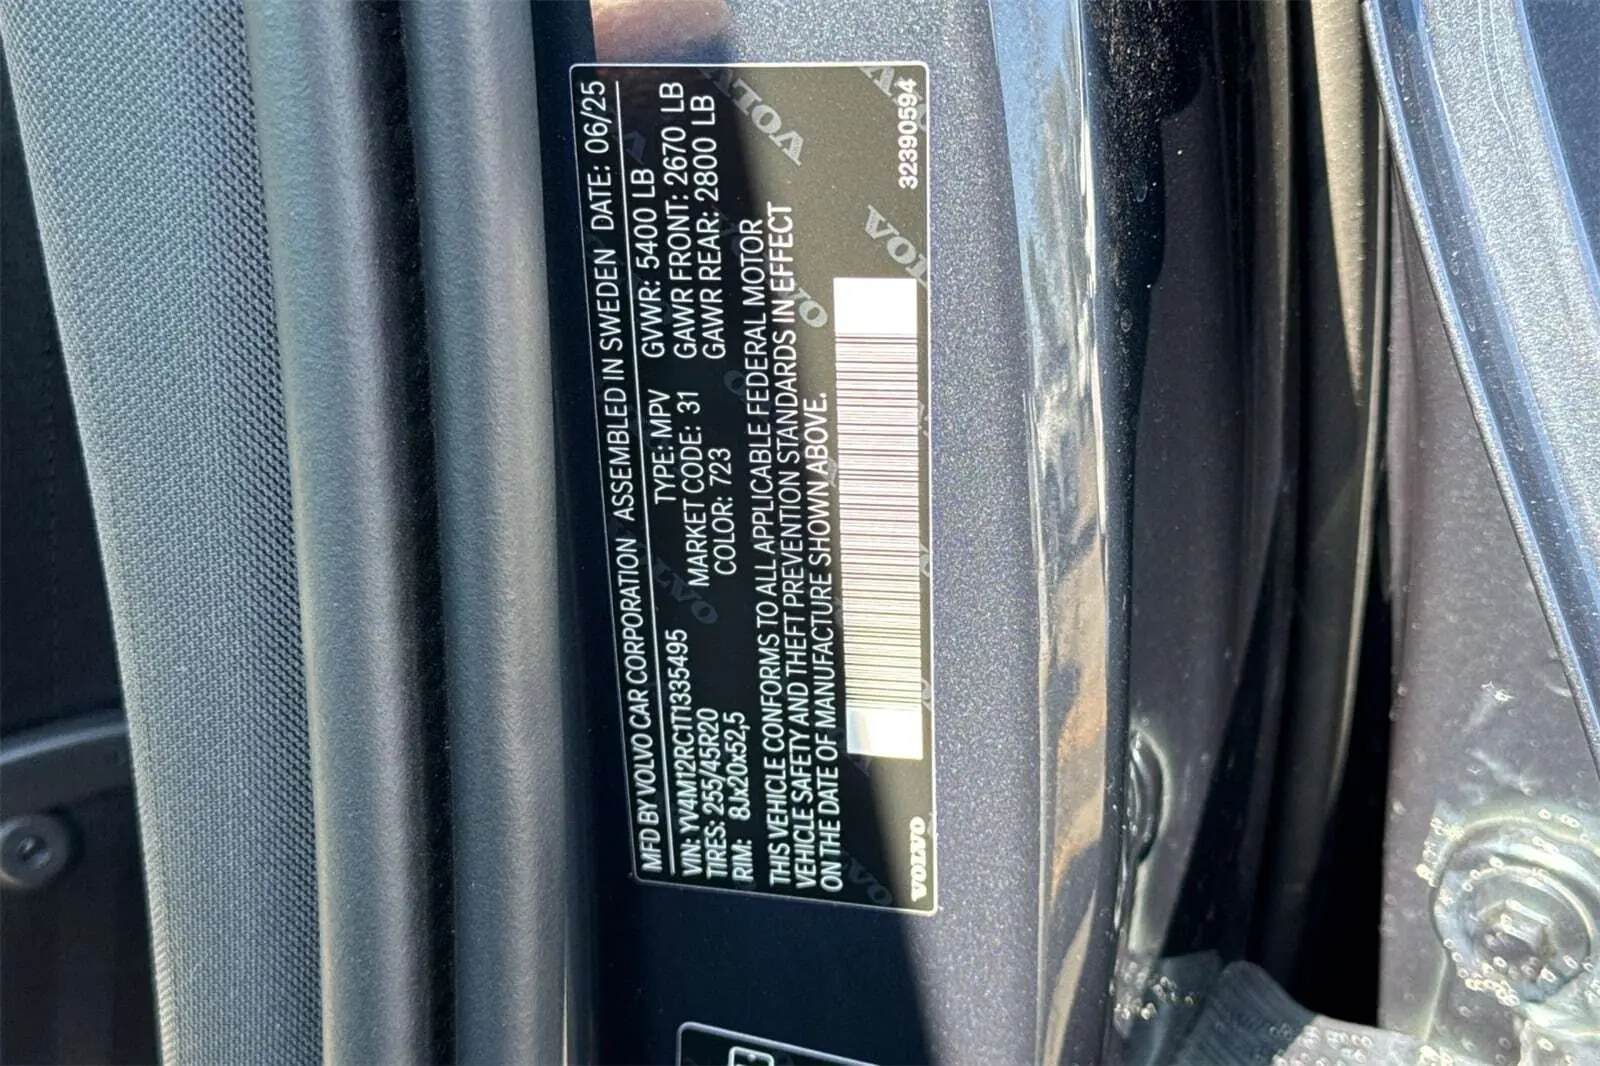 MFD BY VOLVO CAR CORPORATION ASSEMBLED IN SWEDEN DATE: 06/25
VIN: YV4M12RC1T1335495 TYPE: MPV GVWR: 5400 LB
TIRES: 255/45R20 MARKET CODE: 31 GAWR FRONT: 2670 LB
RIM: 8Jx20x52,5 COLOR: 723 GAWR REAR: 2800 LB
THIS VEHICLE CONFORMS TO ALL APPLICABLE FEDERAL MOTOR
VEHICLE SAFETY AND THEFT PREVENTION STANDARDS IN EFFECT
ON THE DATE OF MANUFACTURE SHOWN ABOVE.
VOLVO 32390594